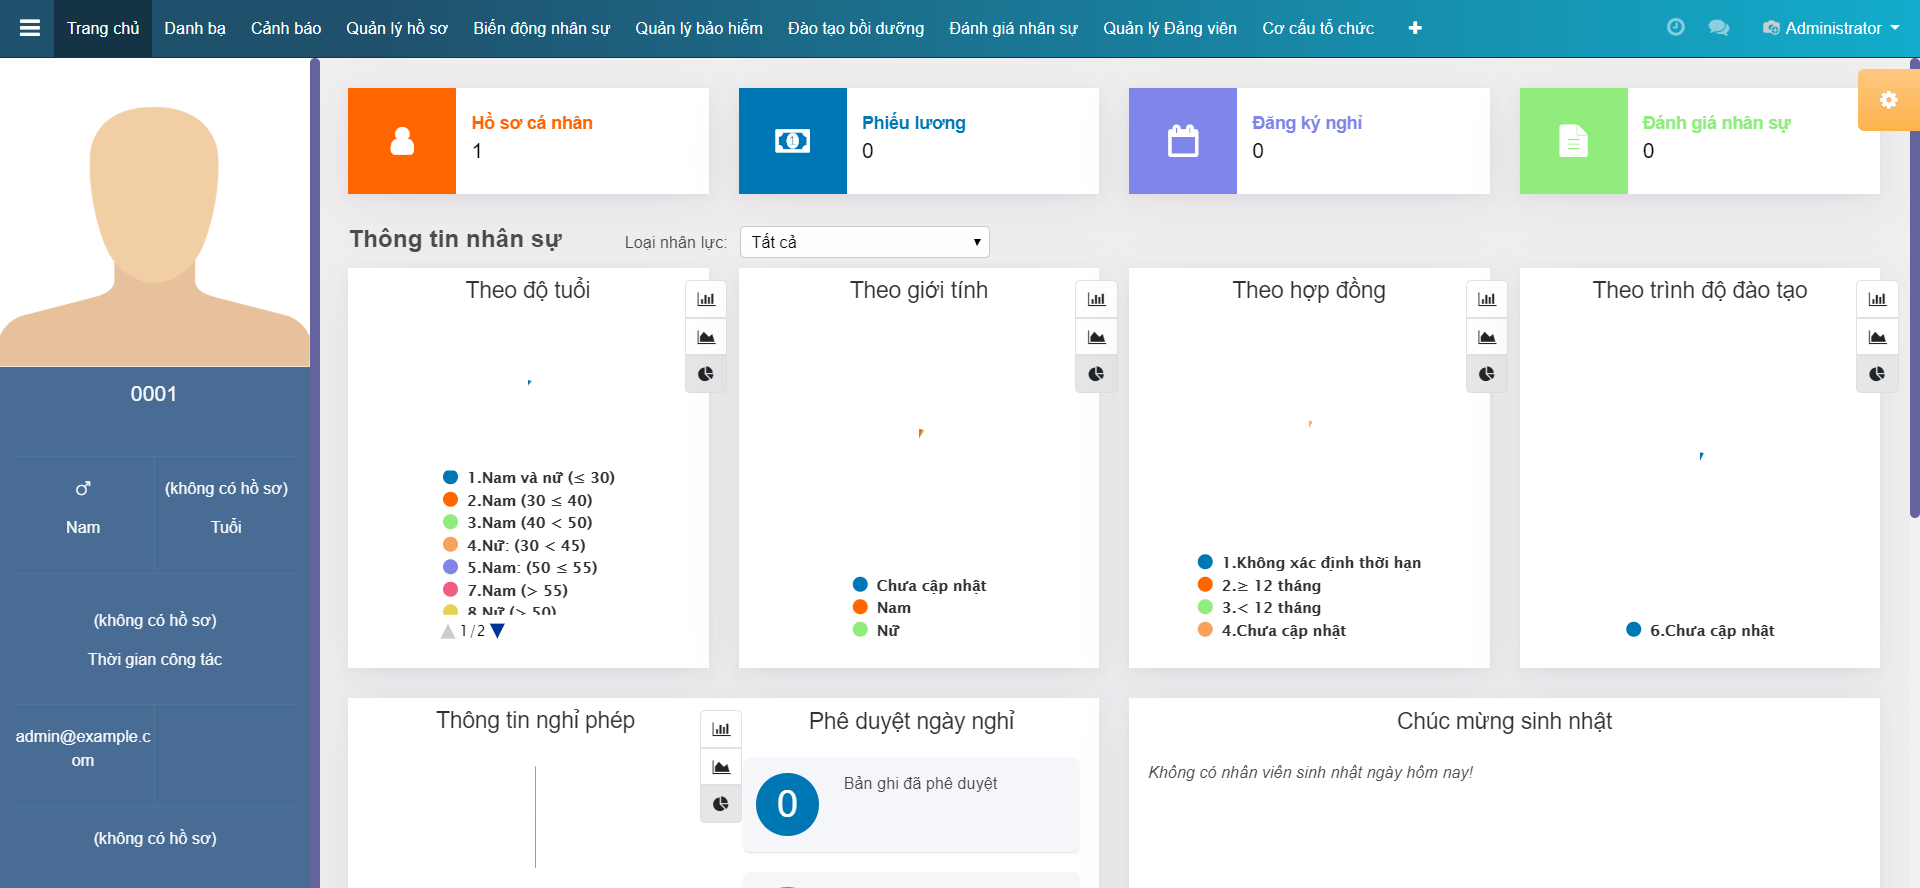 Trang chủ Danh bạ Cảnh báo Quản lý hồ sơ Biến động nhân sự Quản lý bảo hiểm Đào tạo bồi dưỡng Đánh giá nhân sự Quản lý Đảng viên Cơ cấu tổ chức Administrator
0001
Nam
(không có hồ sơ)
Tuổi
(không có hồ sơ)
Thời gian công tác
admin@example.c
om
(không có hồ sơ)
Hồ sơ cá nhân
1
Phiếu lương
0
Đăng ký nghỉ
0
Đánh giá nhân sự
0
Thông tin nhân sự
Loại nhân lực: Tất cả
Theo độ tuổi
1.Nam và nữ (≤ 30)
2.Nam (30 ≤ 40)
3.Nam (40 < 50)
4.Nữ: (30 < 45)
5.Nam: (50 ≤ 55)
7.Nam (> 55)
8.Nữ (> 50)
1/2
Theo giới tính
Chưa cập nhật
Nam
Nữ
Theo hợp đồng
1.Không xác định thời hạn
2.≥ 12 tháng
3.< 12 tháng
4.Chưa cập nhật
Theo trình độ đào tạo
6.Chưa cập nhật
Thông tin nghỉ phép
Phê duyệt ngày nghỉ
0
Bản ghi đã phê duyệt
Chúc mừng sinh nhật
Không có nhân viên sinh nhật ngày hôm nay!